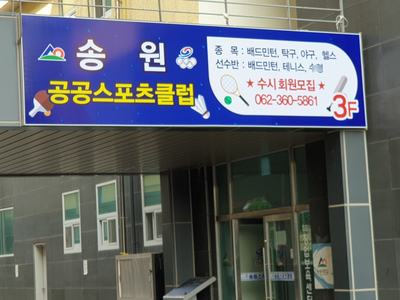 송 원
공공스포츠클럽
종 목 : 배드민턴, 탁구, 야구, 헬스
선수반 : 배드민턴, 테니스, 수영
★ 수시 회원모집 ★
062-360-5861
3F